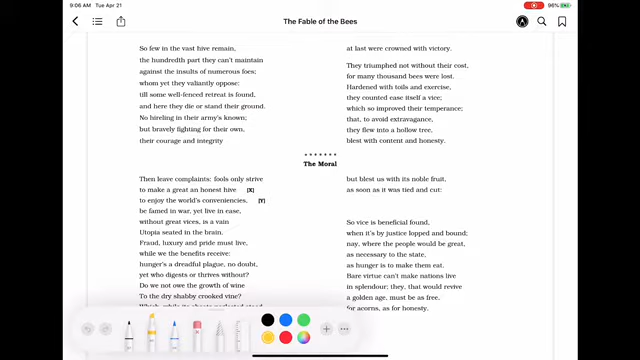 9:06 AM Tue Apr 21
96%
The Fable of the Bees
So few in the vast hive remain,
the hundredth part they can't maintain
against the insults of numerous foes;
whom yet they valiantly oppose:
till some well-fenced retreat is found,
and here they die or stand their ground.
No hireling in their army's known;
but bravely fighting for their own,
their courage and integrity
at last were crowned with victory.
They triumphed not without their cost,
for many thousand bees were lost.
Hardened with toils and exercise,
they counted ease itself a vice;
which so improved their temperance;
that, to avoid extravagance,
they flew into a hollow tree,
blest with content and honesty.
*******
The Moral
Then leave complaints: fools only strive
to make a great an honest hive [X]
to enjoy the world's conveniencies, [Y]
be famed in war, yet live in ease,
without great vices, is a vain
Utopia seated in the brain.
Fraud, luxury and pride must live,
while we the benefits receive:
hunger's a dreadful plague, no doubt,
yet who digests or thrives without?
Do we not owe the growth of wine
To the dry shabby crooked vine?
Which, while its shoots neglected stood
but blest us with its noble fruit,
as soon as it was tied and cut:
So vice is beneficial found,
when it's by justice lopped and bound;
nay, where the people would be great,
as necessary to the state,
as hunger is to make them eat.
Bare virtue can't make nations live
in splendour; they, that would revive
a golden age, must be as free,
for acorns, as for honesty.